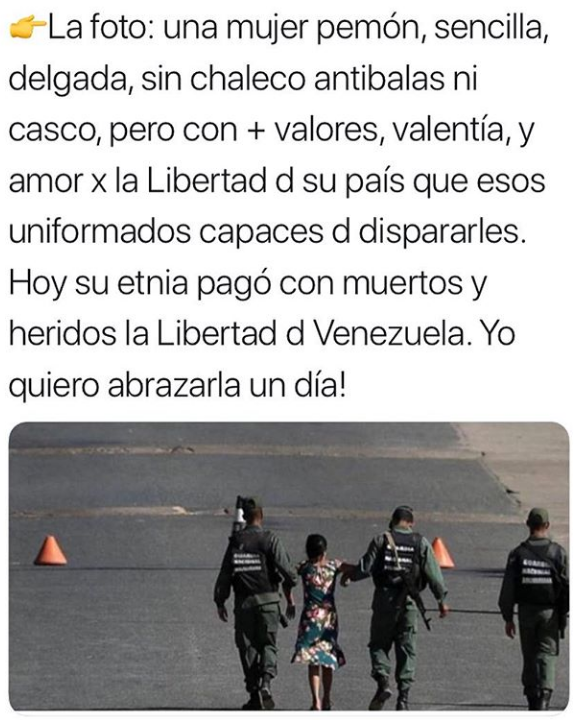 👉La foto: una mujer pemón, sencilla,
delgada, sin chaleco antibalas ni
casco, pero con + valores, valentía, y
amor x la Libertad d su país que esos
uniformados capaces d dispararles.
Hoy su etnia pagó con muertos y
heridos la Libertad d Venezuela. Yo
quiero abrazarla un día!